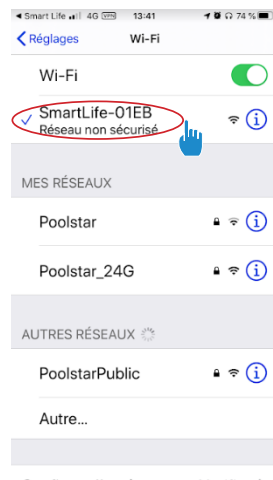 Smart Life 4G VPN 13:41 74 %
Réglages Wi-Fi
Wi-Fi
SmartLife-01EB
Réseau non sécurisé
MES RÉSEAUX
Poolstar
Poolstar_24G
AUTRES RÉSEAUX
PoolstarPublic
Autre...